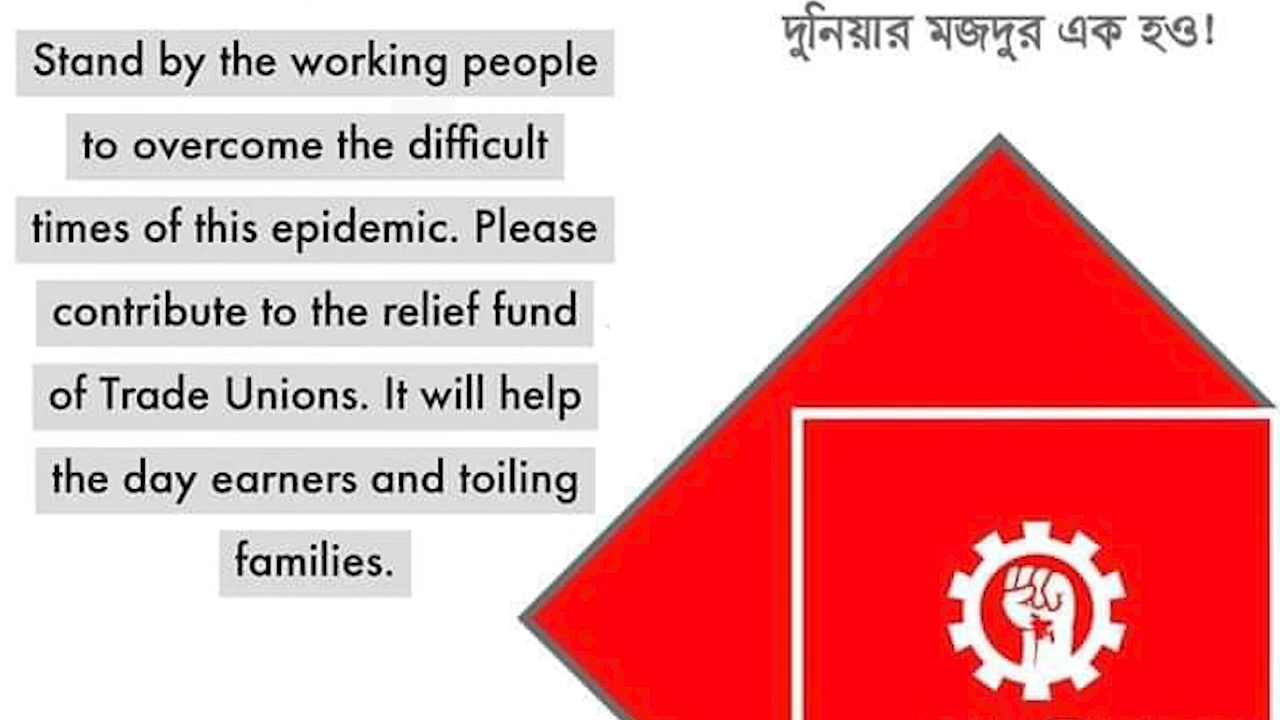 দুনিয়ার মজদুর এক হও!
Stand by the working people
to overcome the difficult
times of this epidemic. Please
contribute to the relief fund
of Trade Unions. It will help
the day earners and toiling
families.